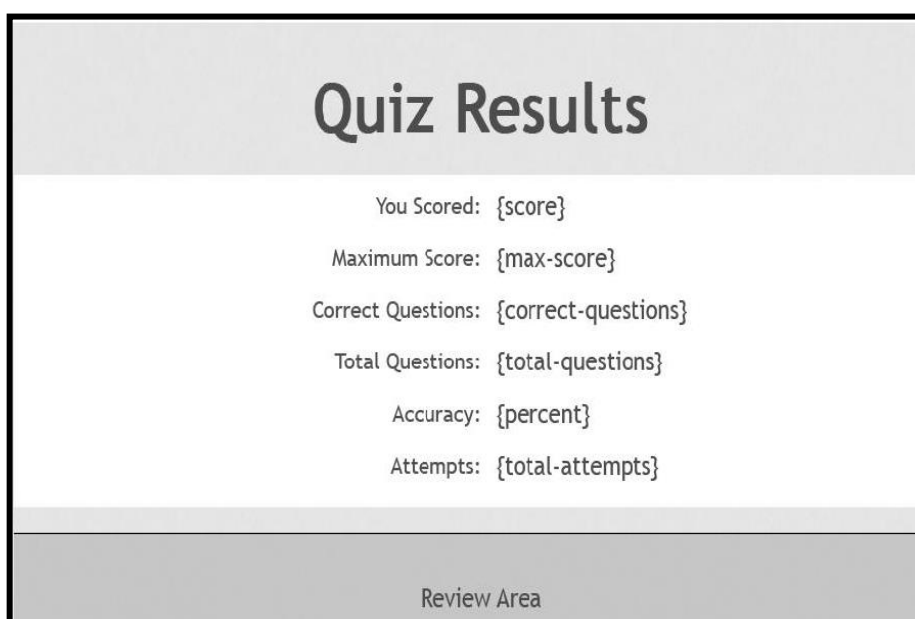 Quiz Results
You Scored: {score}
Maximum Score: {max-score}
Correct Questions: {correct-questions}
Total Questions: {total-questions}
Accuracy: {percent}
Attempts: {total-attempts}
Review Area